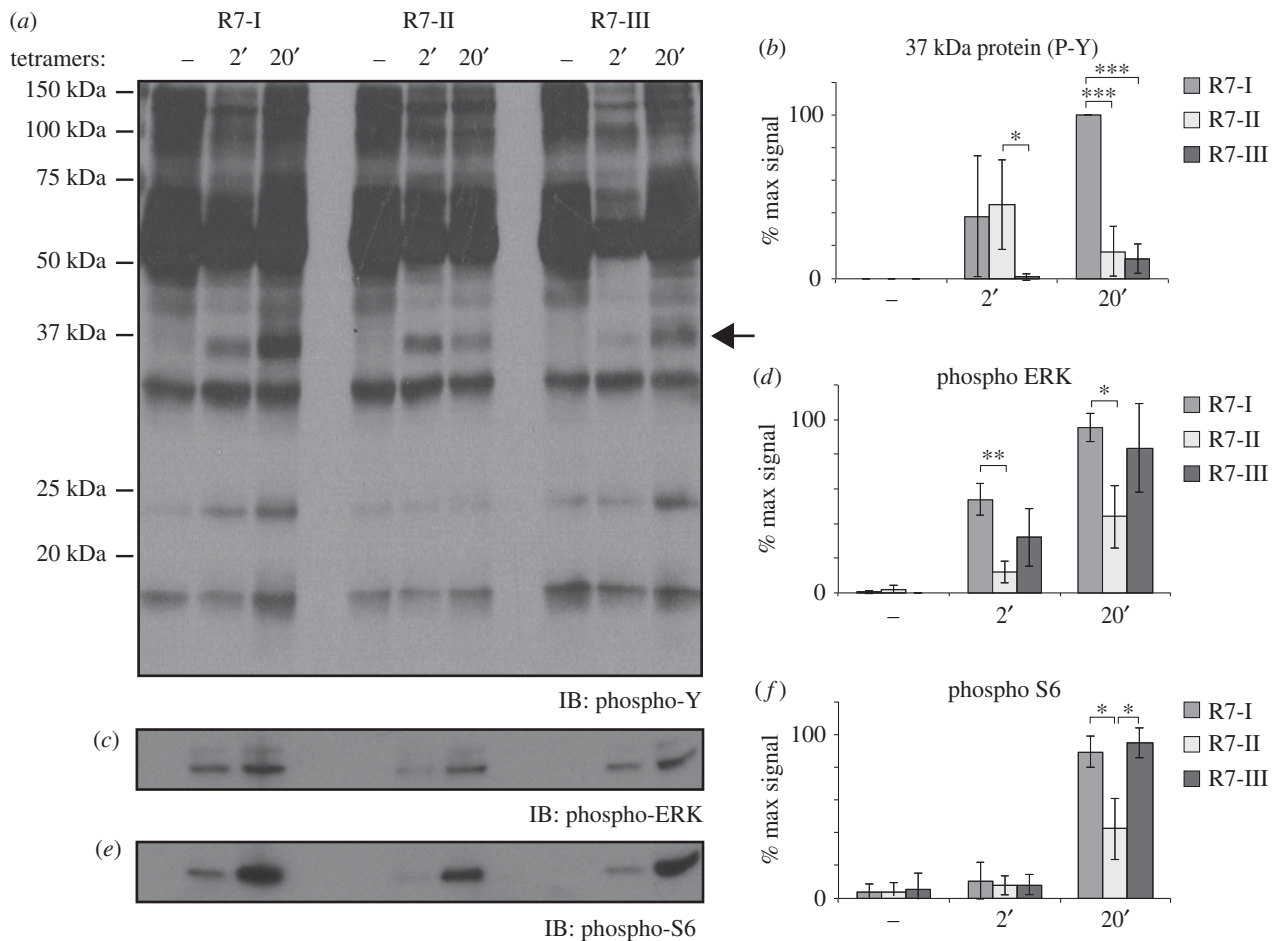 (a) R7-I R7-II R7-III
tetramers: – 2′ 20′ – 2′ 20′ – 2′ 20′
150 kDa
100 kDa
75 kDa
50 kDa
37 kDa
25 kDa
20 kDa
IB: phospho-Y
(c)
IB: phospho-ERK
(e)
IB: phospho-S6
(b) 37 kDa protein (P-Y)
% max signal
100
0
*
***
***
– 2′ 20′
R7-I
R7-II
R7-III
(d) phospho ERK
% max signal
100
0
**
*
– 2′ 20′
R7-I
R7-II
R7-III
(f) phospho S6
% max signal
100
0
* *
– 2′ 20′
R7-I
R7-II
R7-III